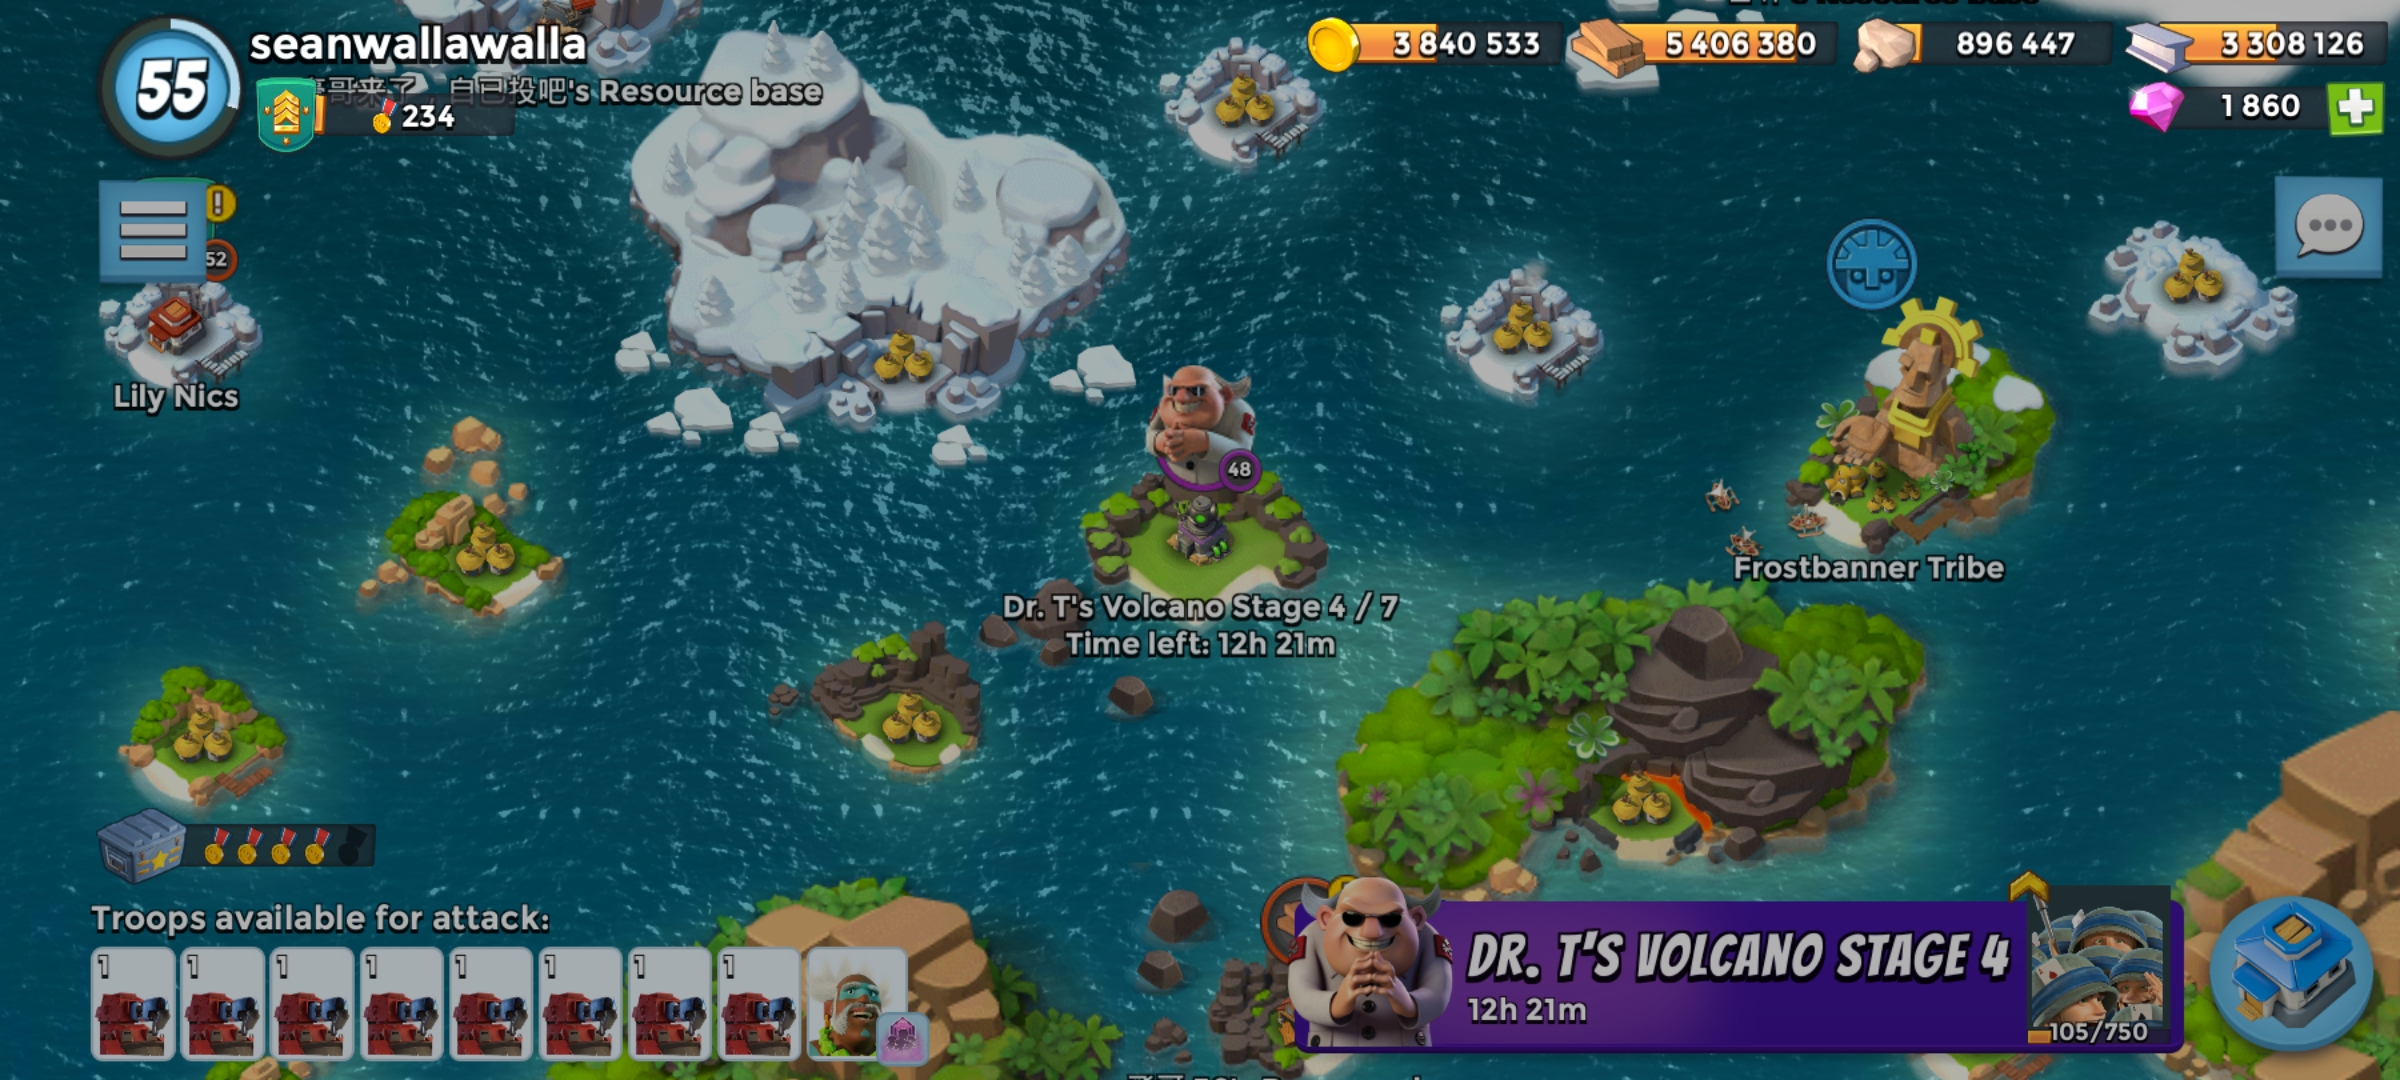 55
seanwallawalla
哥来了，自己投吧's Resource base
234
3 840 533
5 406 380
896 447
3 308 126
1 860
52
Lily Nics
48
Dr. T's Volcano Stage 4 / 7
Time left: 12h 21m
Frostbanner Tribe
Troops available for attack:
1
1
1
1
1
1
1
1
DR. T'S VOLCANO STAGE 4
12h 21m
105/750